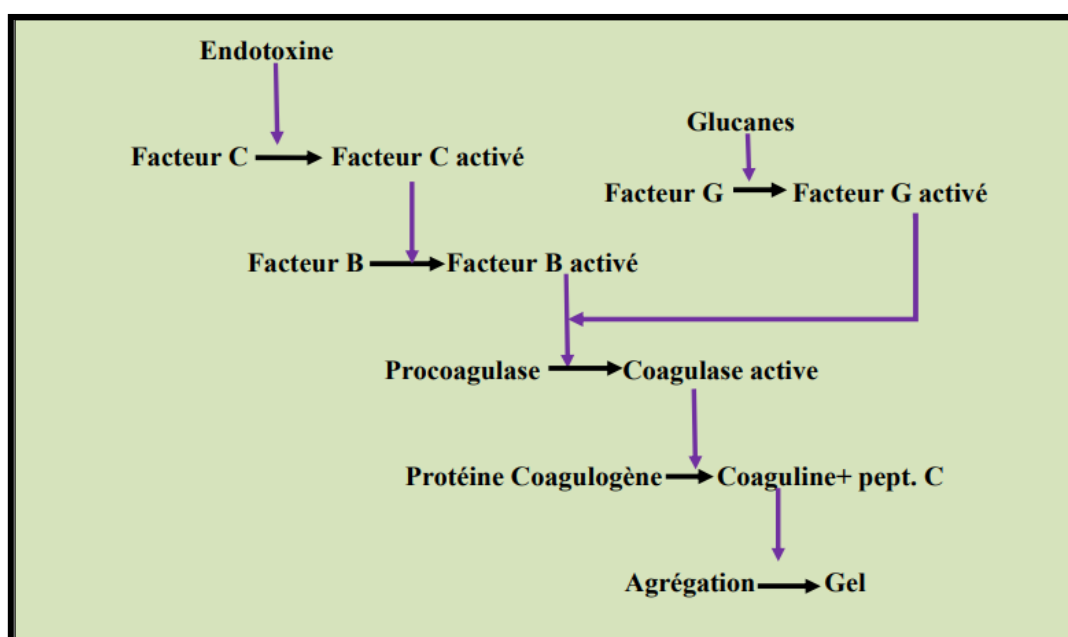 Endotoxine
Glucanes
Facteur C Facteur C activé
Facteur G Facteur G activé
Facteur B Facteur B activé
Procoagulase Coagulase active
Protéine Coagulogène Coaguline+ pept. C
Agrégation Gel